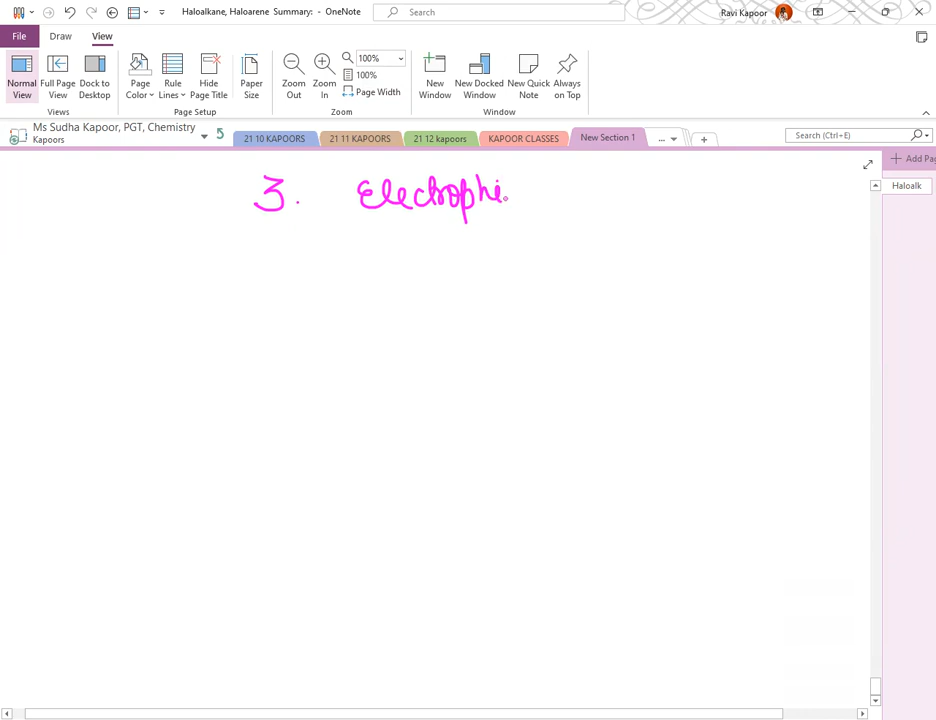 Haloalkane, Haloarene Summary: - OneNote
Search
Ravi Kapoor
File
Draw
View
Normal View
Full Page View
Dock to Desktop
Views
Page Color
Rule Lines
Hide Page Title
Paper Size
Page Setup
Zoom Out
Zoom In
100%
100%
Page Width
Zoom
New Window
New Docked Window
New Quick Note
Always on Top
Window
Ms Sudha Kapoor, PGT, Chemistry
Kapoors
21 10 KAPOORS
21 11 KAPOORS
21 12 kapoors
KAPOOR CLASSES
New Section 1
...
Search (Ctrl+E)
Add Pag
Haloalk
3. Electrophi